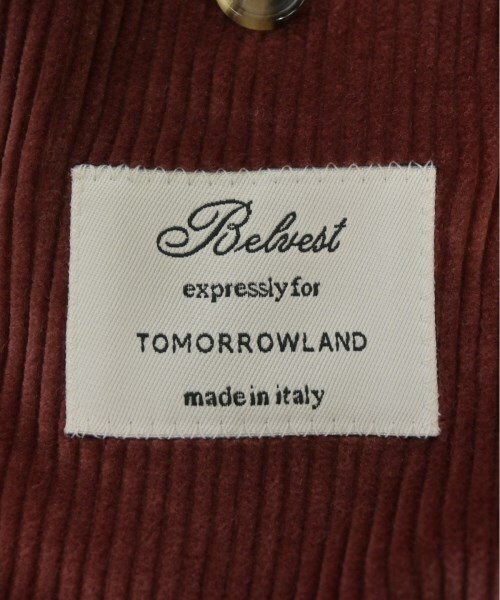 Belvest
expressly for
TOMORROWLAND
made in italy